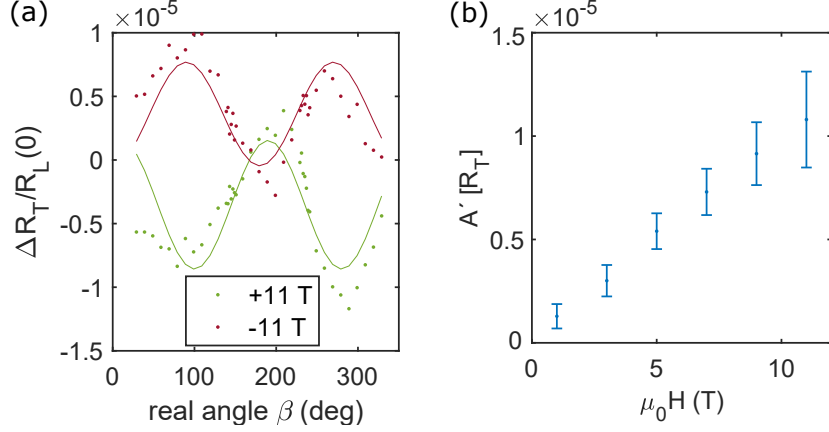 (a)
×10⁻⁵
1
0.5
0
-0.5
-1
-1.5
ΔR_T/R_L(0)
+11 T
-11 T
0
100
200
300
real angle β (deg)
(b)
×10⁻⁵
1.5
1
0.5
0
A´ [R_T]
0
5
10
μ₀H (T)